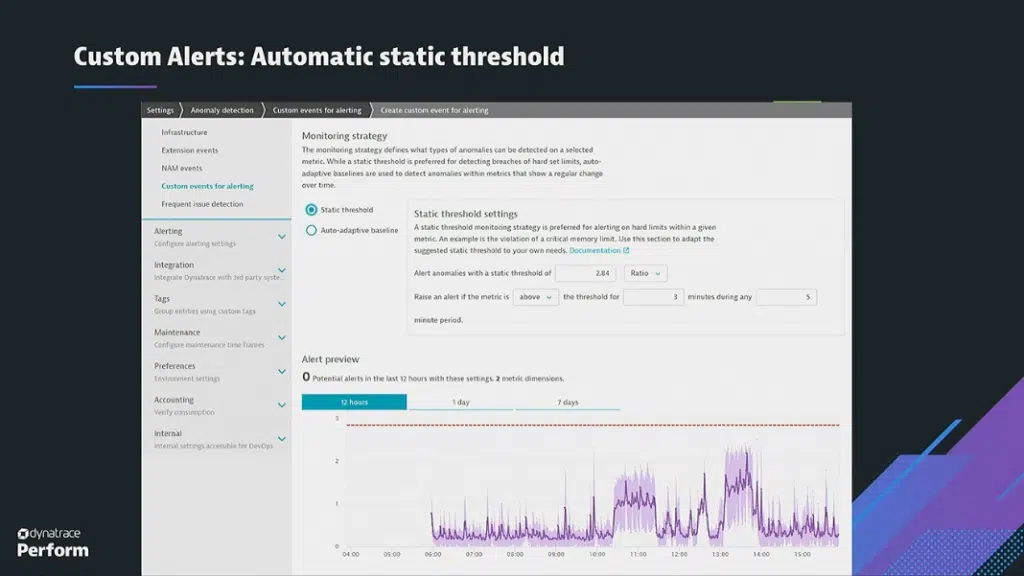 Custom Alerts: Automatic static threshold
Settings Anomaly detection Custom events for alerting Create custom event for alerting
Infrastructure
Extension events
NAM events
Custom events for alerting
Frequent issue detection
Alerting
Configure alerting settings
Integration
Integrate Dynatrace with 3rd party syste...
Tags
Group entities using custom tags
Maintenance
Configure maintenance time frames
Preferences
Environment settings
Accounting
Verify consumption
Internal
Internal settings accessible for DevOps
Monitoring strategy
The monitoring strategy defines what types of anomalies can be detected on a selected
metric. While a static threshold is preferred for detecting breaches of hard set limits, auto-
adaptive baselines are used to detect anomalies within metrics that show a regular change
over time.
Static threshold
Auto-adaptive baseline
Static threshold settings
A static threshold monitoring strategy is preferred for alerting on hard limits within a given
metric. An example is the violation of a critical memory limit. Use this section to adapt the
suggested static threshold to your own needs. Documentation
Alert anomalies with a static threshold of 2.84 Ratio
Raise an alert if the metric is above the threshold for 3 minutes during any 5
minute period.
Alert preview
0 Potential alerts in the last 12 hours with these settings. 2 metric dimensions.
12 hours 1 day 7 days
3
2
1
0
04:00 05:00 06:00 07:00 08:00 09:00 10:00 11:00 12:00 13:00 14:00 15:00
dynatrace
Perform